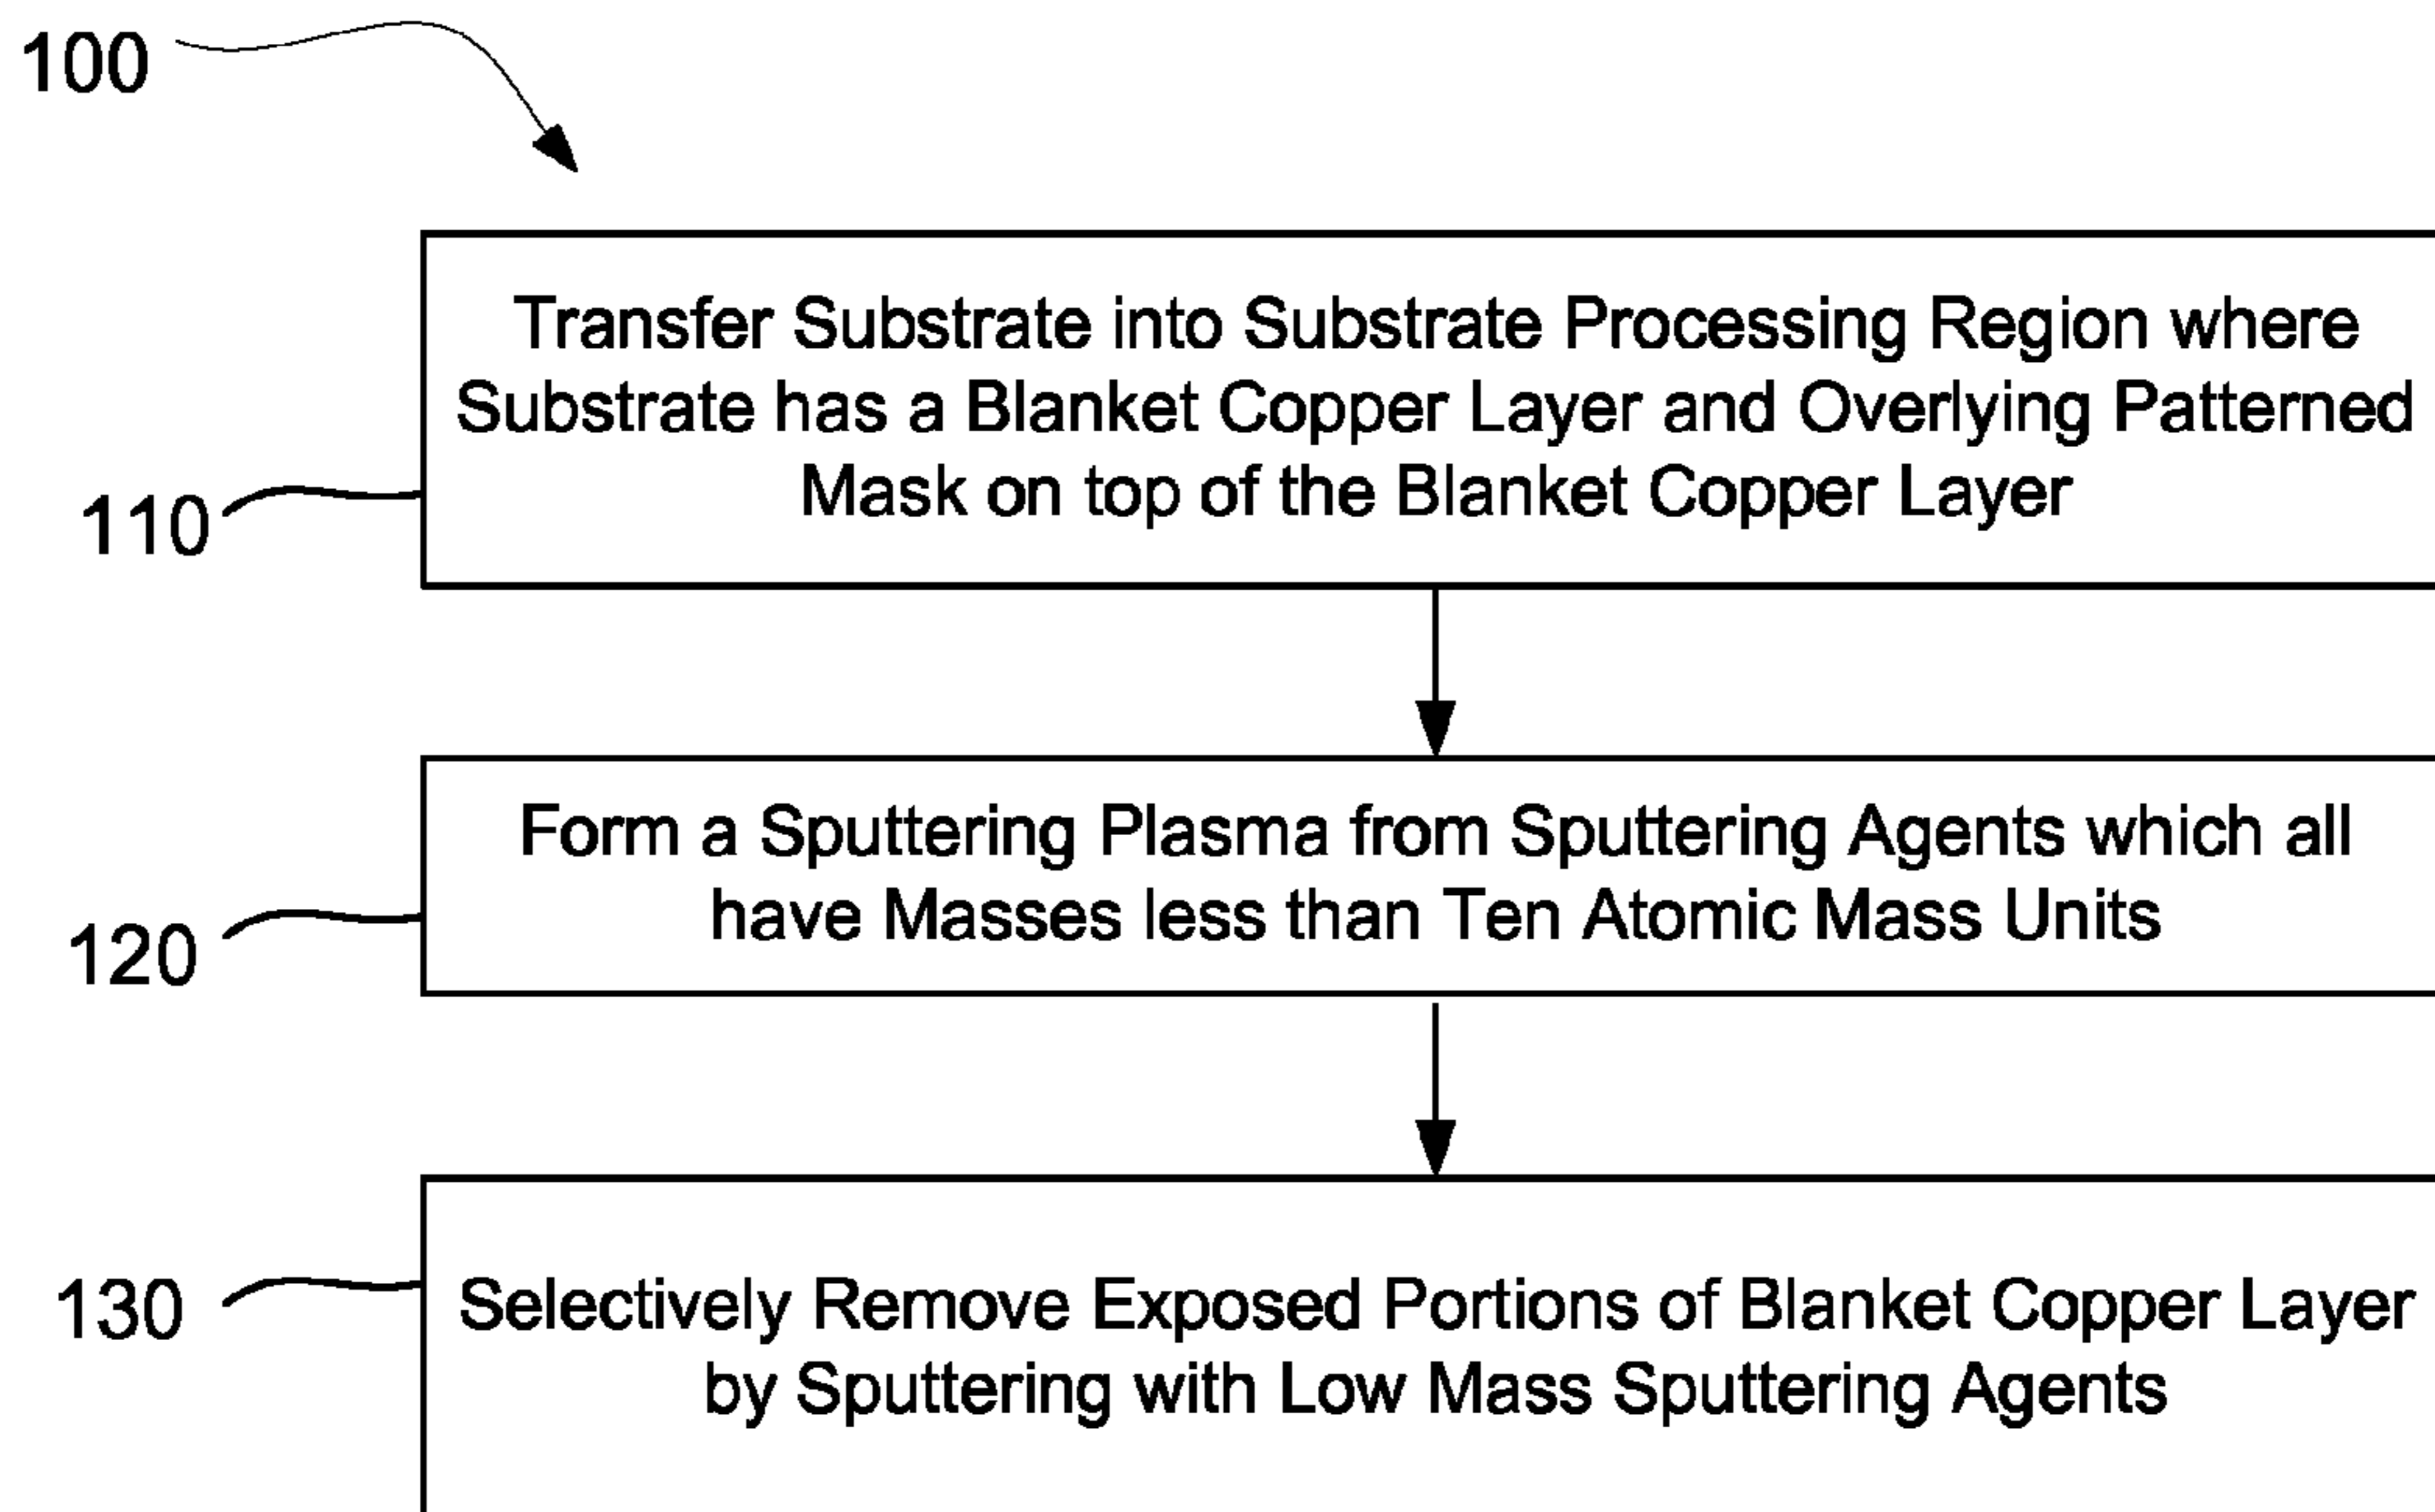 100
Transfer Substrate into Substrate Processing Region where
Substrate has a Blanket Copper Layer and Overlying Patterned
Mask on top of the Blanket Copper Layer
110
Form a Sputtering Plasma from Sputtering Agents which all
have Masses less than Ten Atomic Mass Units
120
Selectively Remove Exposed Portions of Blanket Copper Layer
130
by Sputtering with Low Mass Sputtering Agents